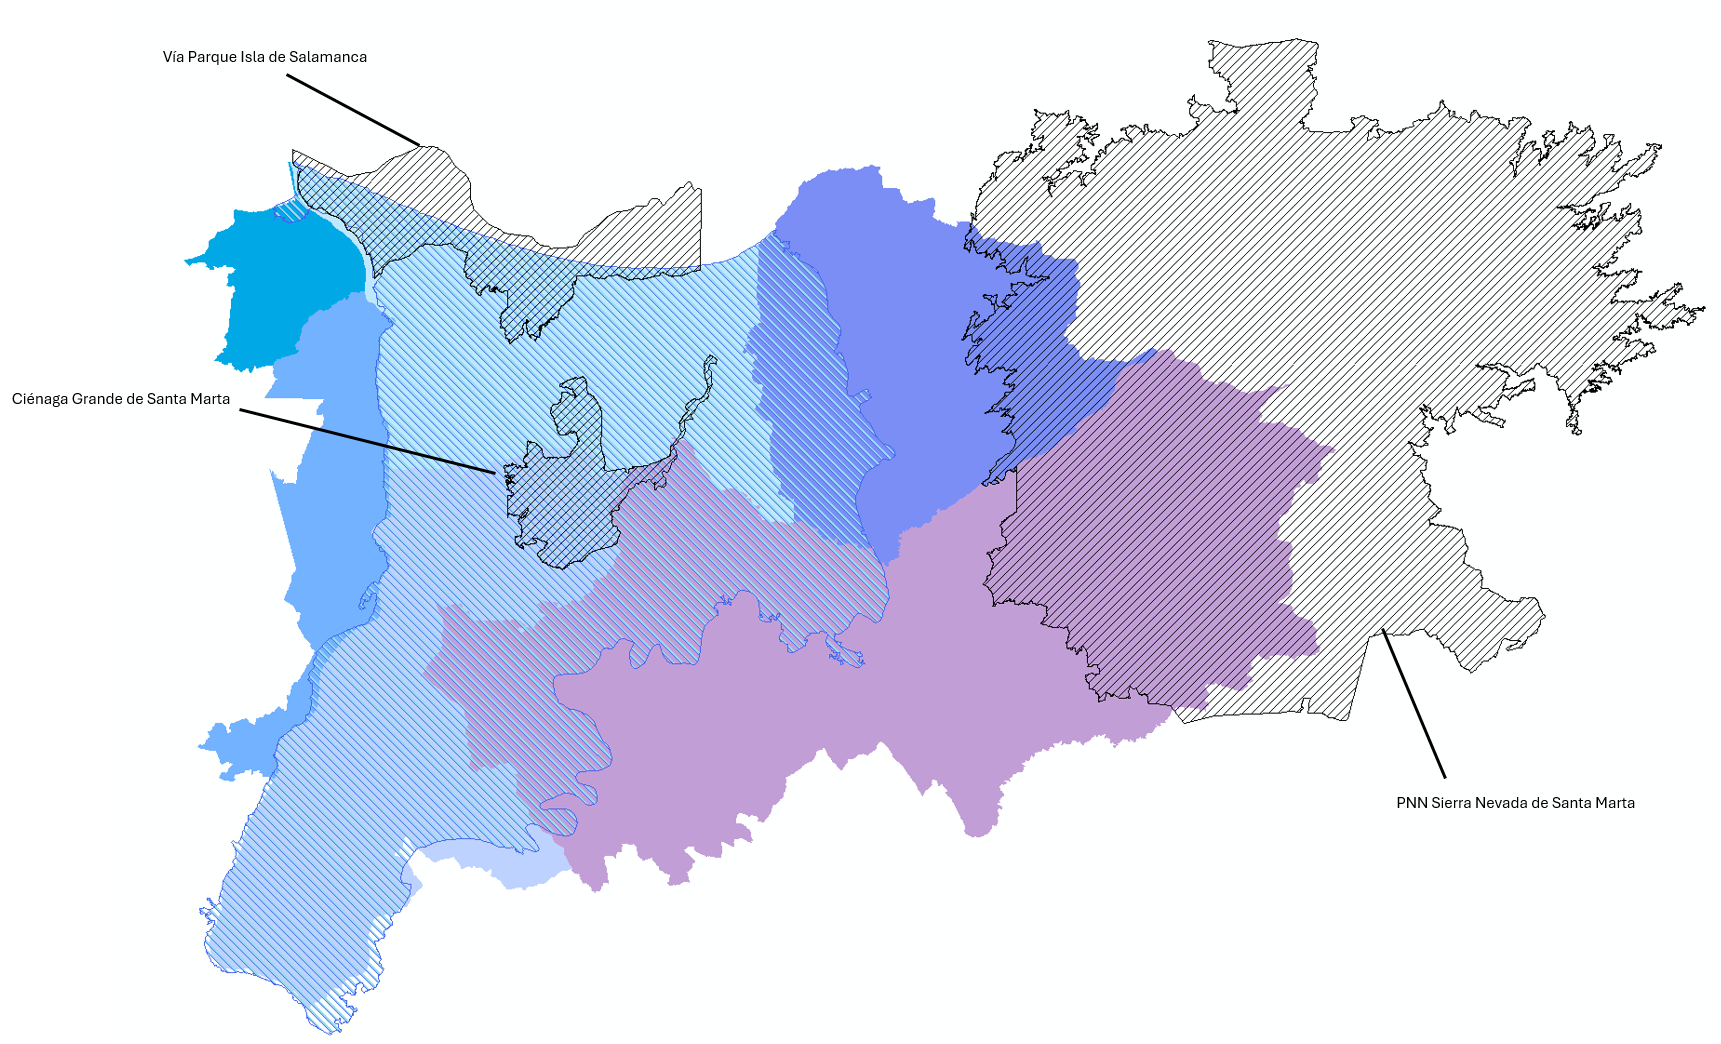 Vía Parque Isla de Salamanca
Ciénaga Grande de Santa Marta
PNN Sierra Nevada de Santa Marta